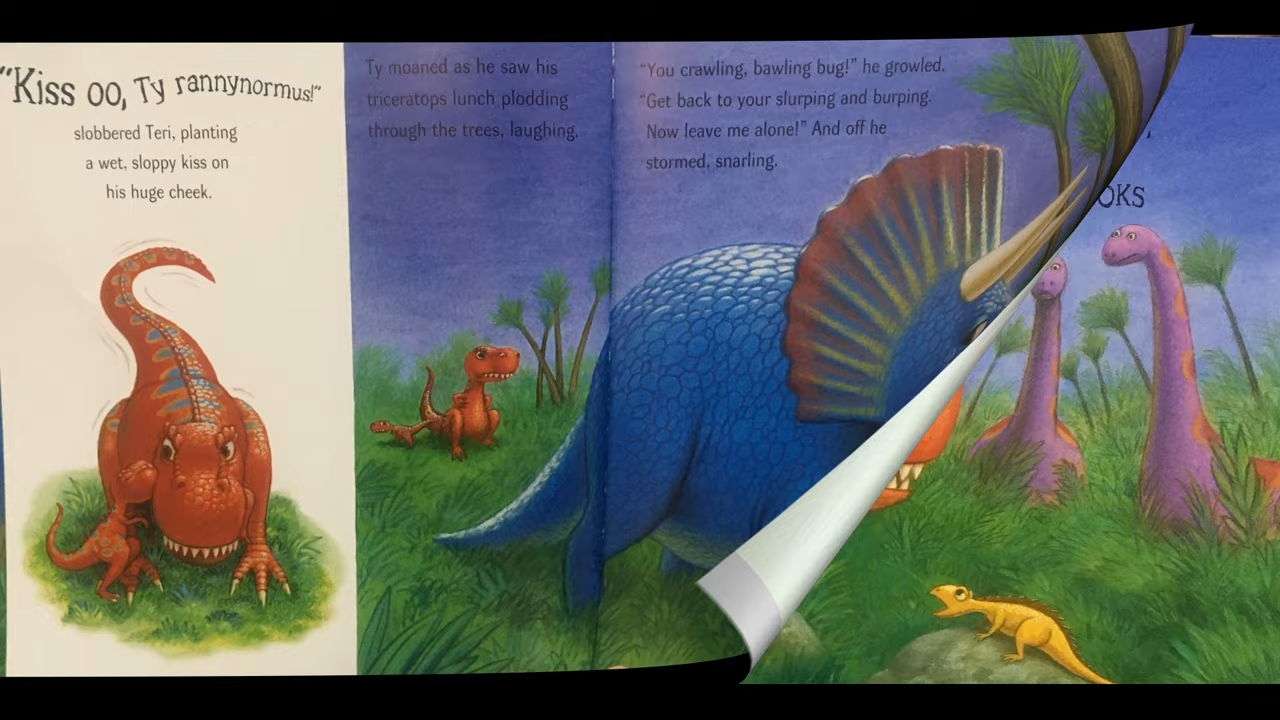 "Kiss oo, Ty rannynormus!"
slobbered Teri, planting
a wet, sloppy kiss on
his huge cheek.
Ty moaned as he saw his
triceratops lunch plodding
through the trees, laughing.
"You crawling, bawling bug!" he growled.
"Get back to your slurping and burping.
Now leave me alone!" And off he
stormed, snarling.
OKS